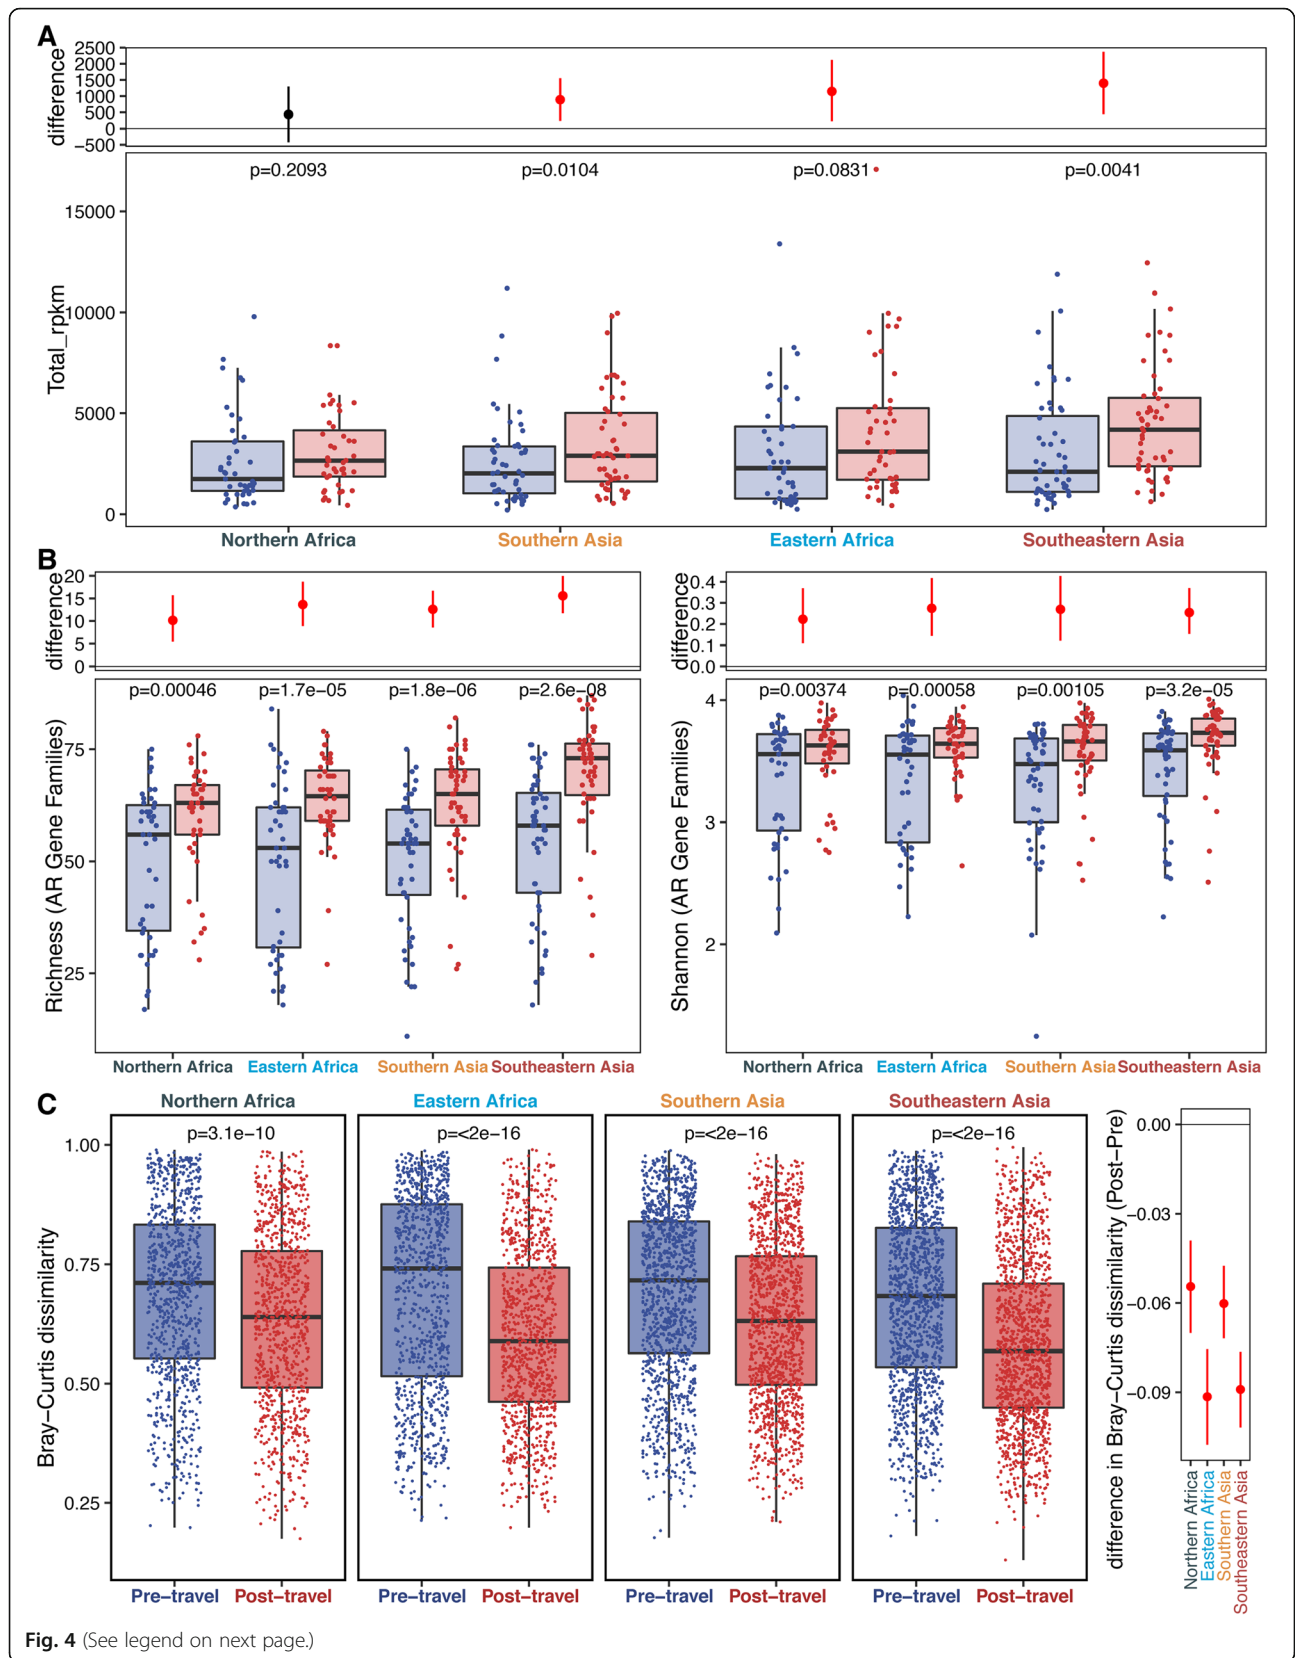 A
difference
2500
2000
1500
1000
500
0
−500
p=0.2093 p=0.0104 p=0.0831 p=0.0041
Total_rpkm
15000
10000
5000
0
Northern Africa Southern Asia Eastern Africa Southeastern Asia
B
difference
20
15
10
5
0
p=0.00046 p=1.7e−05 p=1.8e−06 p=2.6e−08
Richness (AR Gene Families)
75
50
25
Northern Africa Eastern Africa Southern Asia Southeastern Asia
difference
0.4
0.3
0.2
0.1
0.0
p=0.00374 p=0.00058 p=0.00105 p=3.2e−05
Shannon (AR Gene Families)
4
3
2
Northern Africa Eastern Africa Southern Asia Southeastern Asia
C
Northern Africa Eastern Africa Southern Asia Southeastern Asia
p=3.1e−10 p=<2e−16 p=<2e−16 p=<2e−16
Bray−Curtis dissimilarity
1.00
0.75
0.50
0.25
Pre−travel Post−travel Pre−travel Post−travel Pre−travel Post−travel Pre−travel Post−travel
difference in Bray−Curtis dissimilarity (Post−Pre)
0.00
−0.03
−0.06
−0.09
Northern Africa
Eastern Africa
Southern Asia
Southeastern Asia
Fig. 4 (See legend on next page.)